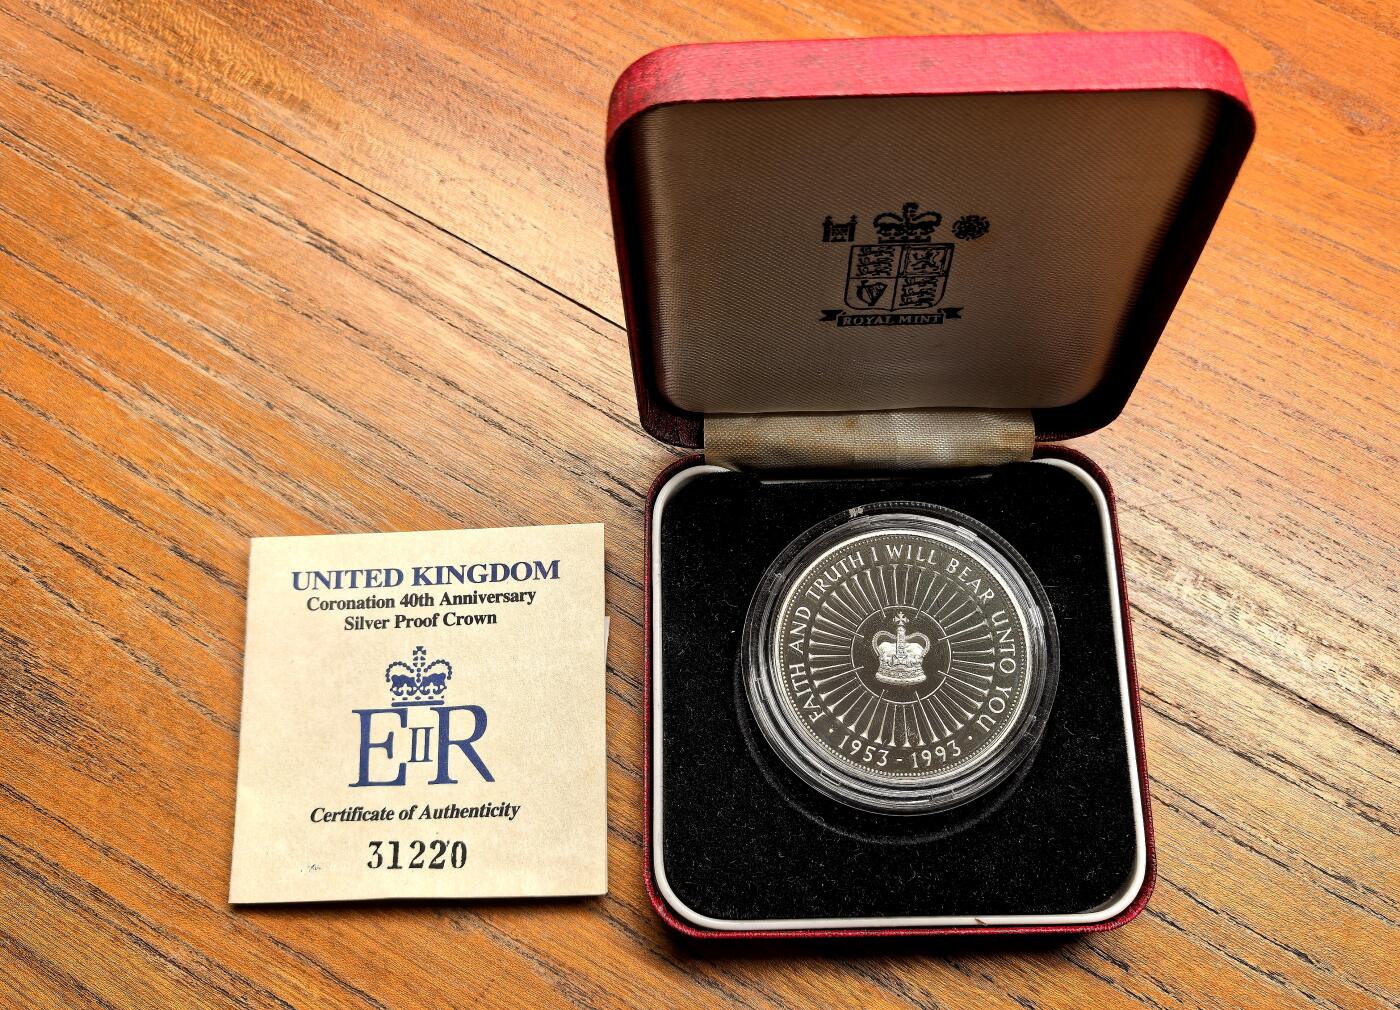 UNITED KINGDOM
Coronation 40th Anniversary
Silver Proof Crown
EIIR
Certificate of Authenticity
31220
ROYAL MINT
FAITH AND TRUTH I WILL BEAR UNTO YOU
· 1953 - 1993 ·